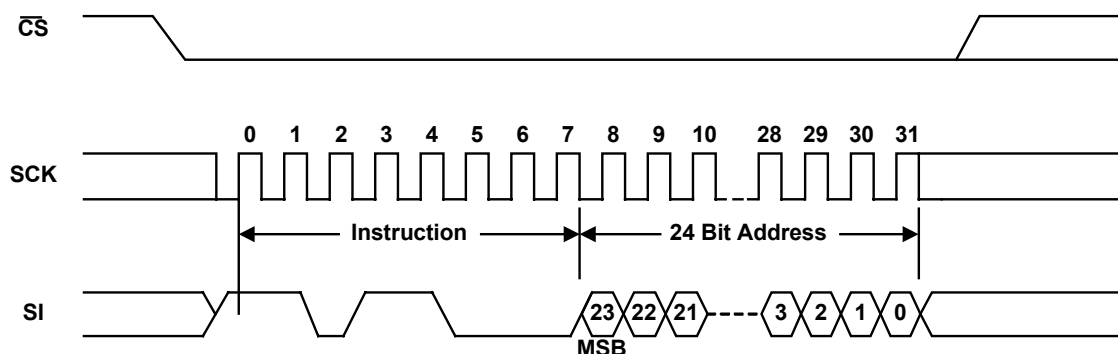 CS
0 1 2 3 4 5 6 7 8 9 10 28 29 30 31
SCK
Instruction 24 Bit Address
SI 23 22 21 3 2 1 0
MSB